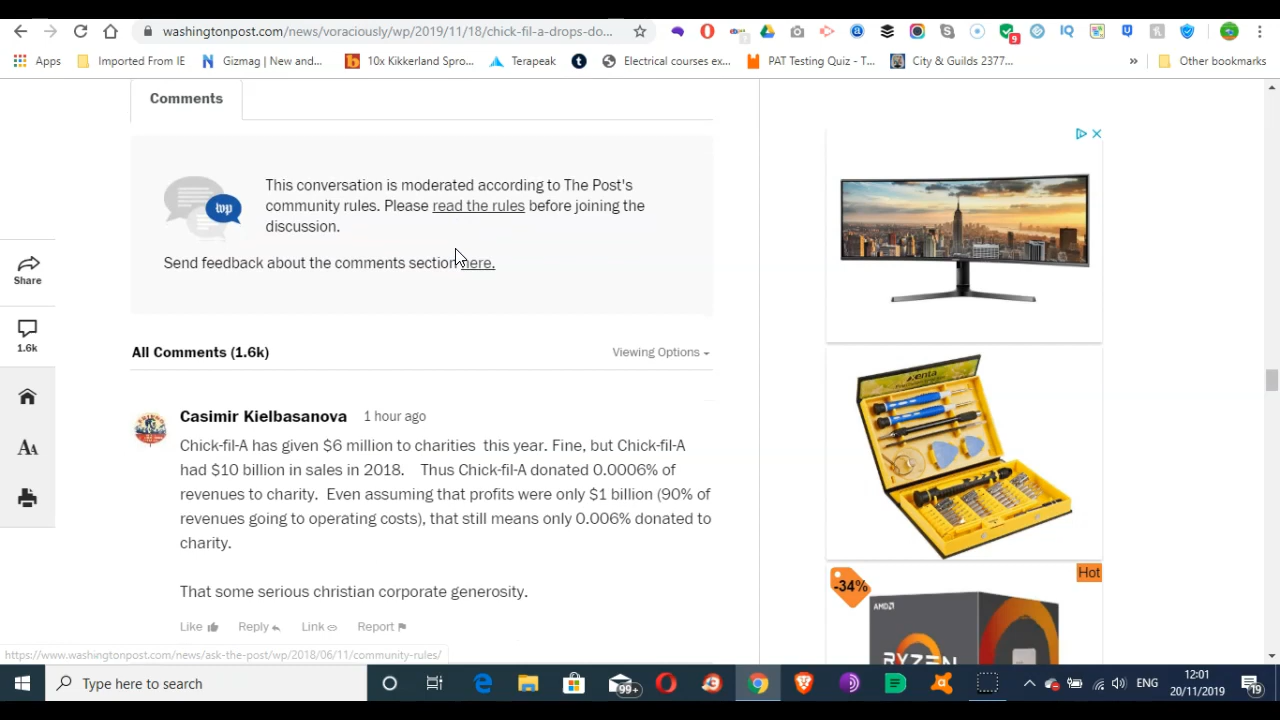 washingtonpost.com/news/voraciously/wp/2019/11/18/chick-fil-a-drops-do...
9
Apps
Imported From IE
Gizmag | New and...
10x Kikkerland Spro...
Terapeak
Electrical courses ex...
PAT Testing Quiz - T...
City & Guilds 2377...
»
Other bookmarks
Comments
This conversation is moderated according to The Post's
community rules. Please read the rules before joining the
discussion.
wp
Send feedback about the comments section here.
Share
1.6k
All Comments (1.6k)
Viewing Options
Casimir Kielbasanova 1 hour ago
Chick-fil-A has given $6 million to charities this year. Fine, but Chick-fil-A
had $10 billion in sales in 2018. Thus Chick-fil-A donated 0.0006% of
revenues to charity. Even assuming that profits were only $1 billion (90% of
revenues going to operating costs), that still means only 0.006% donated to
charity.
That some serious christian corporate generosity.
Like
Reply
Link
Report
AA
Hot
-34%
AMD
RYZEN
https://www.washingtonpost.com/news/ask-the-post/wp/2018/06/11/community-rules/
Type here to search
99+
ENG
12:01
20/11/2019
19